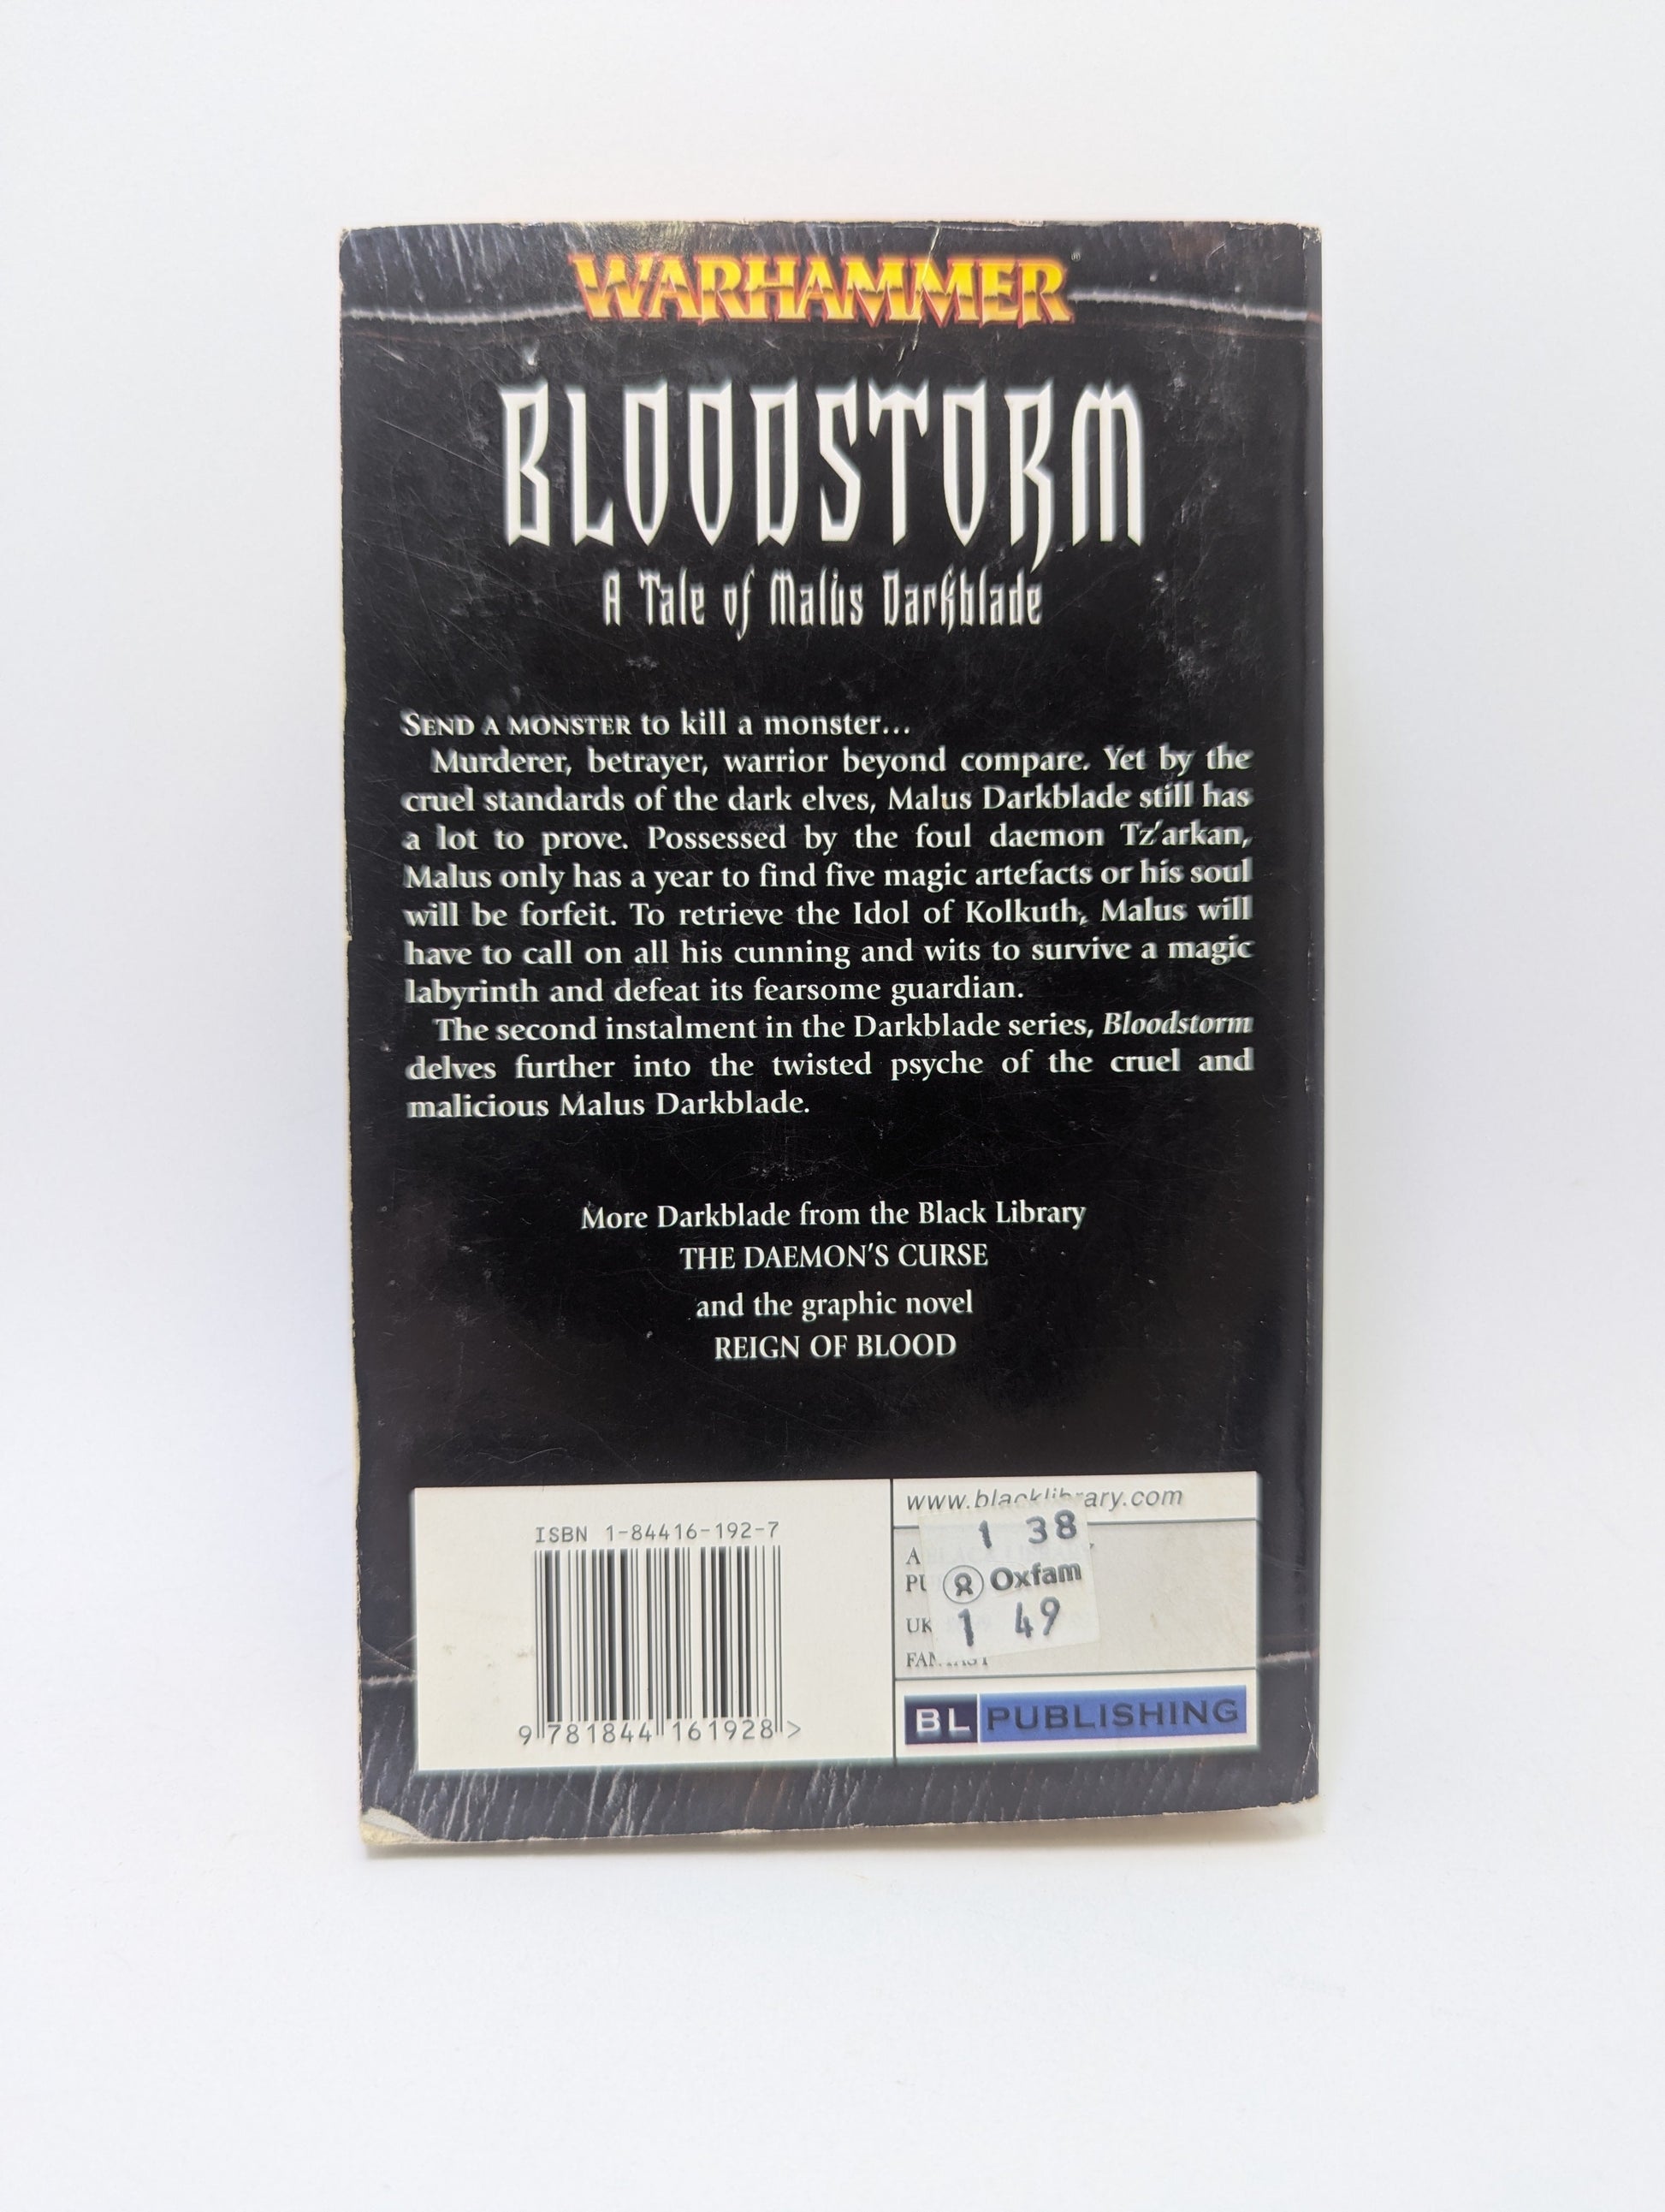 WARHAMMER®
BLOODSTORM
A Tale of Malus Darkblade
SEND A MONSTER to kill a monster...
Murderer, betrayer, warrior beyond compare. Yet by the
cruel standards of the dark elves, Malus Darkblade still has
a lot to prove. Possessed by the foul daemon Tz'arkan,
Malus only has a year to find five magic artefacts or his soul
will be forfeit. To retrieve the Idol of Kolkuth, Malus will
have to call on all his cunning and wits to survive a magic
labyrinth and defeat its fearsome guardian.
The second instalment in the Darkblade series, Bloodstorm
delves further into the twisted psyche of the cruel and
malicious Malus Darkblade.
More Darkblade from the Black Library
THE DAEMON'S CURSE
and the graphic novel
REIGN OF BLOOD
ISBN 1-84416-192-7
9 781844 161928 >
www.blacklibrary.com
1 38
A
Oxfam
UK
1 49
BL PUBLISHING